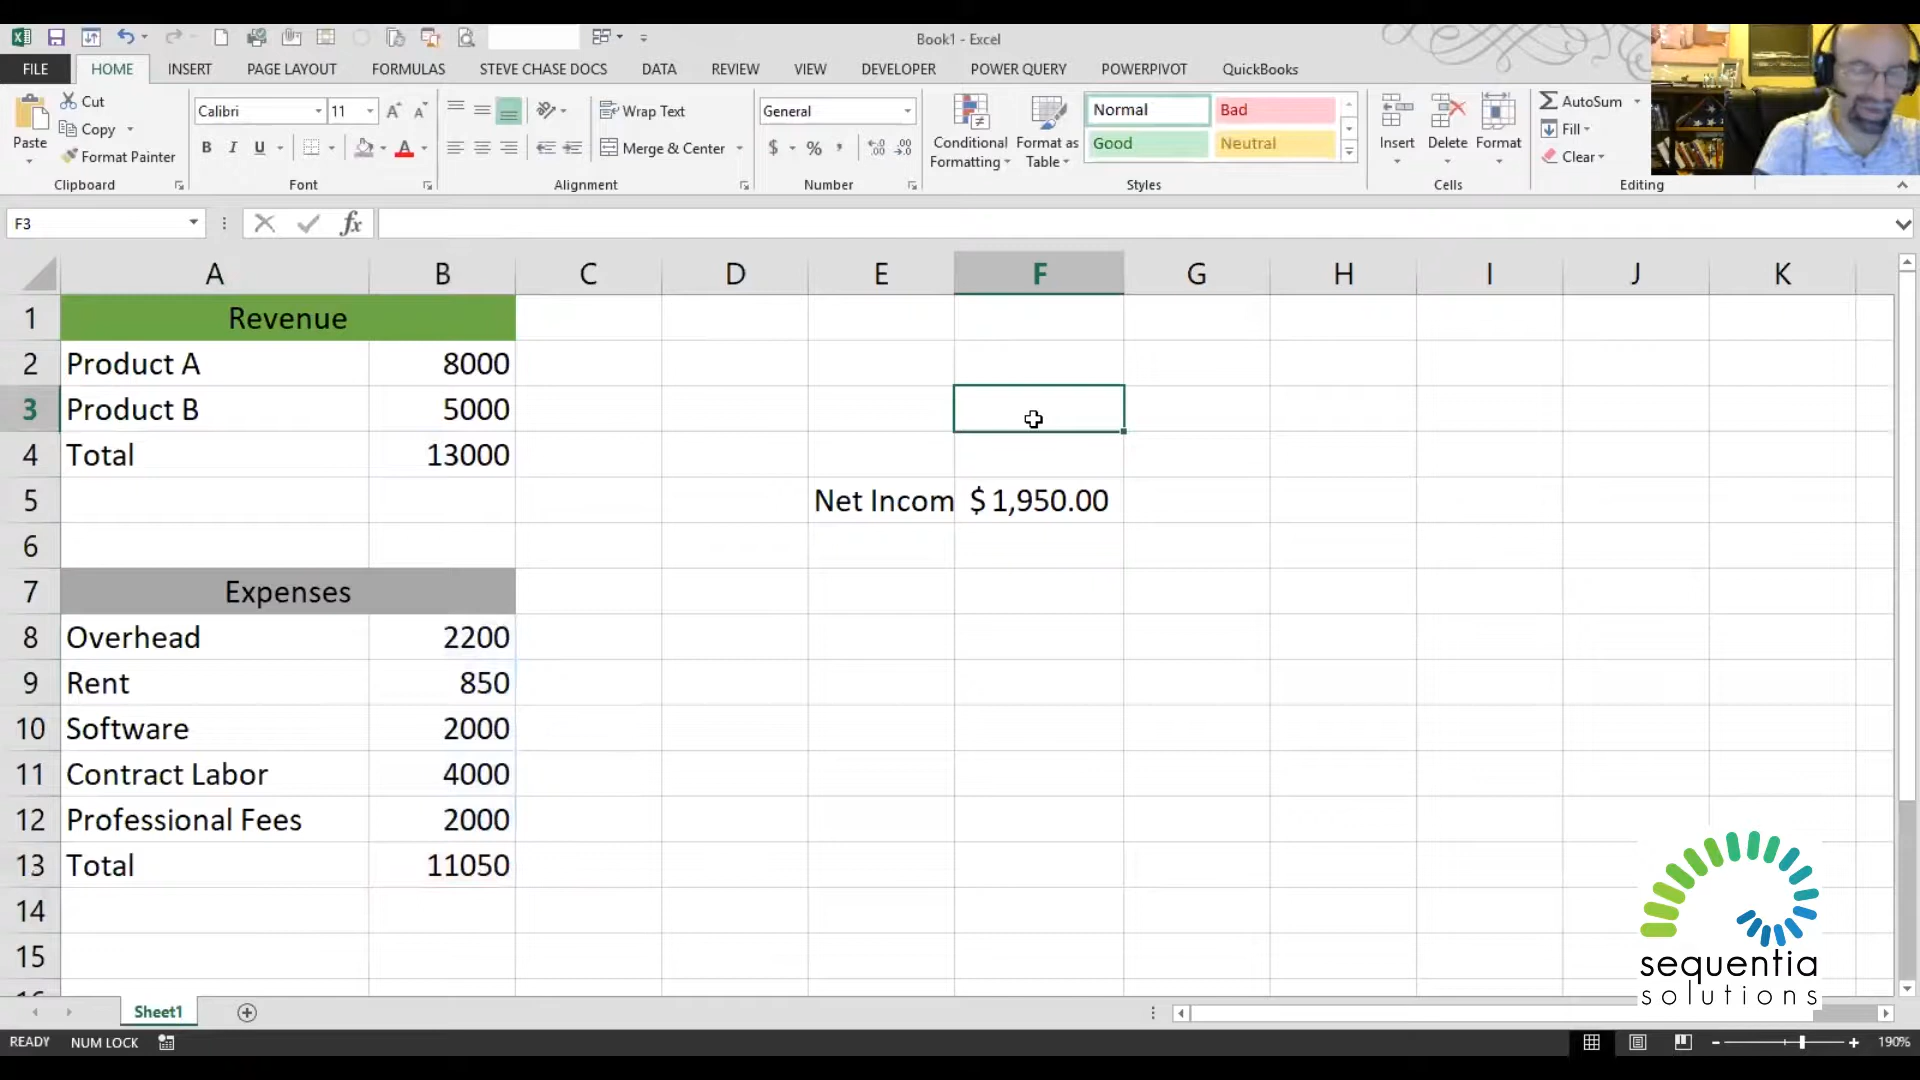 Book1 - Excel
FILE HOME INSERT PAGE LAYOUT FORMULAS STEVE CHASE DOCS DATA REVIEW VIEW DEVELOPER POWER QUERY POWERPIVOT QuickBooks
Cut
Copy
Format Painter
Paste
Clipboard
Calibri 11
B I U A
Font
Wrap Text
Merge & Center
Alignment
General
$ % ,
Number
Conditional Formatting
Format as Table
Normal Bad
Good Neutral
Styles
Insert Delete Format
Cells
AutoSum
Fill
Clear
Editing
F3 fx
A B C D E F G H I J K
1 Revenue
2 Product A 8000
3 Product B 5000
4 Total 13000
5 Net Incom $ 1,950.00
6
7 Expenses
8 Overhead 2200
9 Rent 850
10 Software 2000
11 Contract Labor 4000
12 Professional Fees 2000
13 Total 11050
14
15
sequentia
solutions
Sheet1
READY NUM LOCK 190%